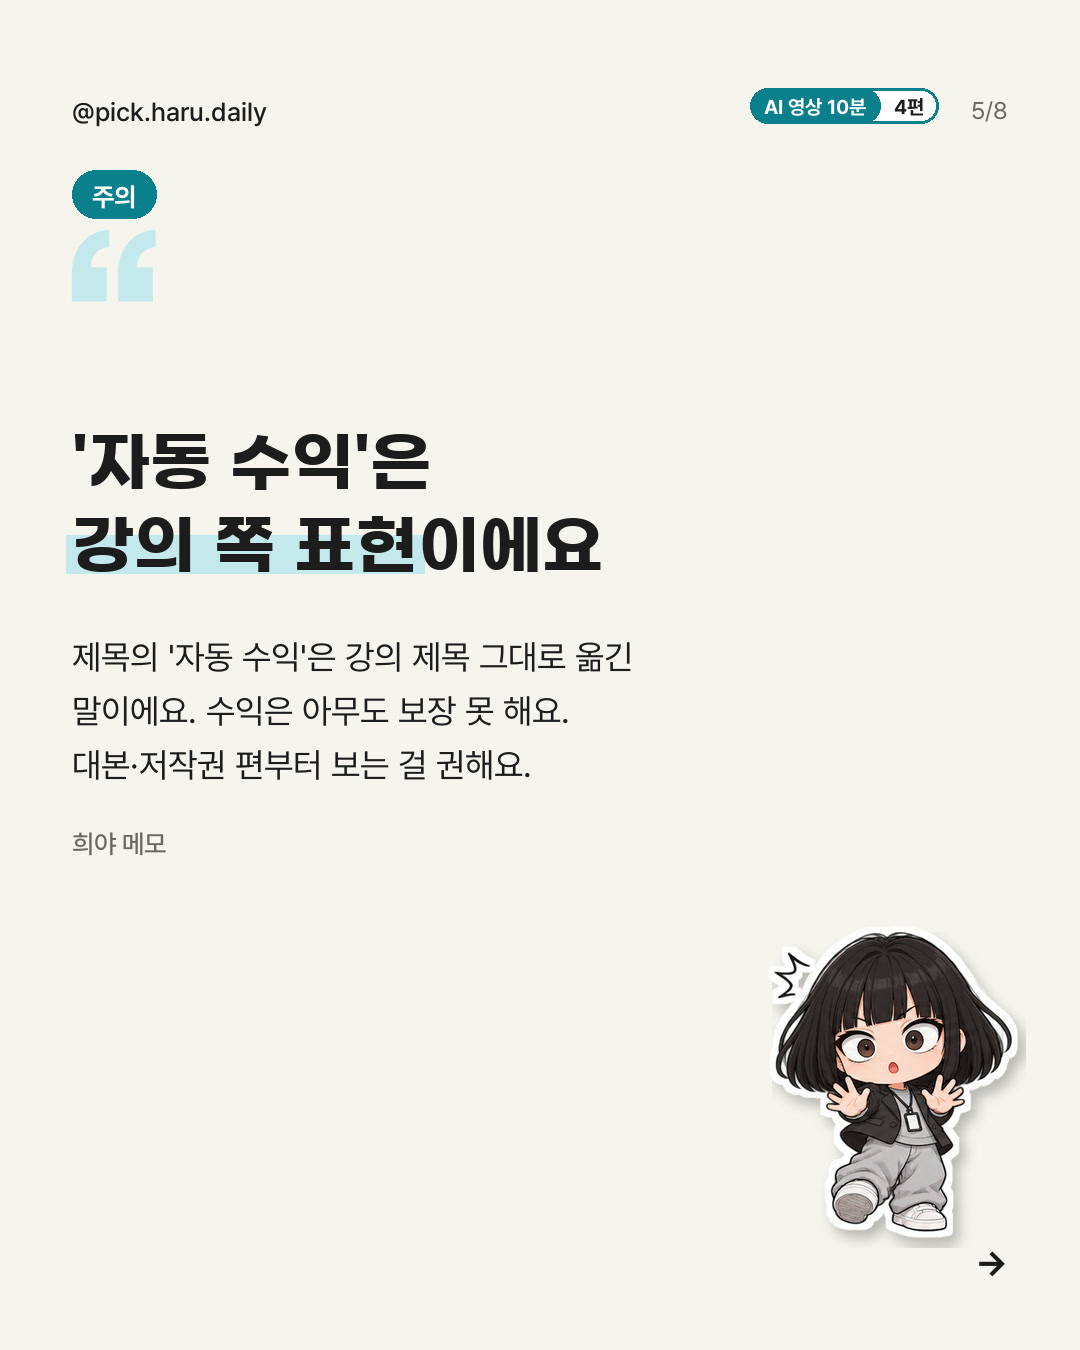 @pick.haru.daily
AI 영상 10분 4편 5/8
주의
“
'자동 수익'은
강의 쪽 표현이에요
제목의 '자동 수익'은 강의 제목 그대로 옮긴
말이에요. 수익은 아무도 보장 못 해요.
대본·저작권 편부터 보는 걸 권해요.
희야 메모
→